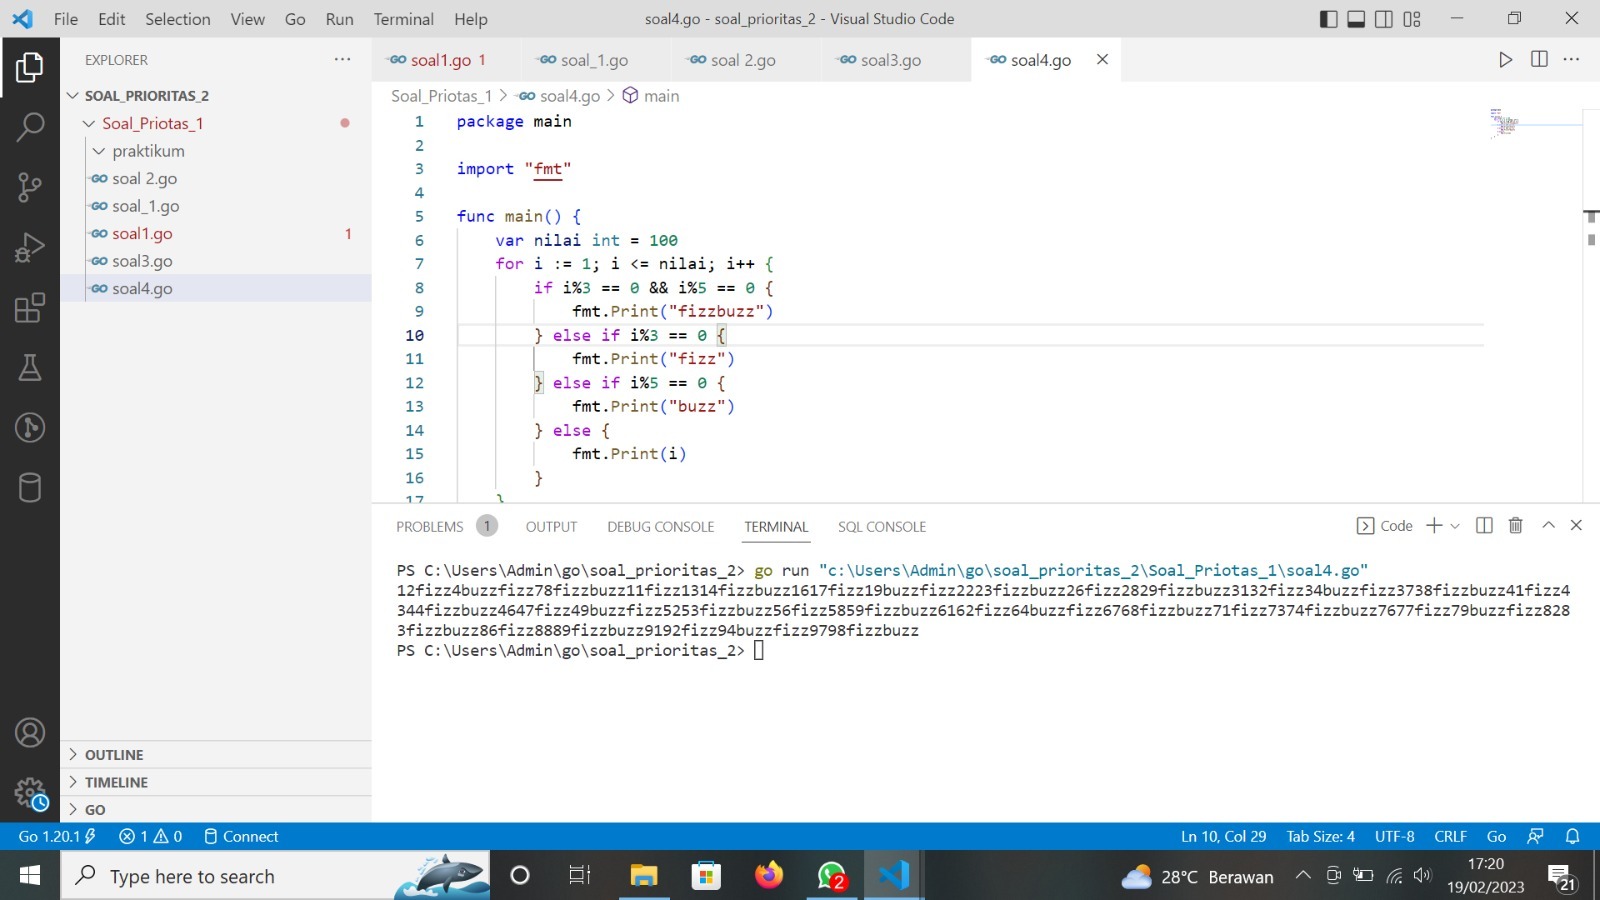 File Edit Selection View Go Run Terminal Help
soal4.go - soal_prioritas_2 - Visual Studio Code
EXPLORER
SOAL_PRIORITAS_2
Soal_Priotas_1
praktikum
soal 2.go
soal_1.go
soal1.go 1
soal3.go
soal4.go
OUTLINE
TIMELINE
GO
soal1.go 1 soal_1.go soal 2.go soal3.go soal4.go
Soal_Priotas_1 > soal4.go > main
1 package main
2
3 import "fmt"
4
5 func main() {
6 var nilai int = 100
7 for i := 1; i <= nilai; i++ {
8 if i%3 == 0 && i%5 == 0 {
9 fmt.Print("fizzbuzz")
10 } else if i%3 == 0 {
11 fmt.Print("fizz")
12 } else if i%5 == 0 {
13 fmt.Print("buzz")
14 } else {
15 fmt.Print(i)
16 }
17 }
PROBLEMS 1 OUTPUT DEBUG CONSOLE TERMINAL SQL CONSOLE
Code
PS C:\Users\Admin\go\soal_prioritas_2> go run "c:\Users\Admin\go\soal_prioritas_2\Soal_Priotas_1\soal4.go"
12fizz4buzzfizz78fizzbuzz11fizz1314fizzbuzz1617fizz19buzzfizz2223fizzbuzz26fizz2829fizzbuzz3132fizz34buzzfizz3738fizzbuzz41fizz4
344fizzbuzz4647fizz49buzzfizz5253fizzbuzz56fizz5859fizzbuzz6162fizz64buzzfizz6768fizzbuzz71fizz7374fizzbuzz7677fizz79buzzfizz828
3fizzbuzz86fizz8889fizzbuzz9192fizz94buzzfizz9798fizzbuzz
PS C:\Users\Admin\go\soal_prioritas_2>
Go 1.20.1 1 0 Connect
Ln 10, Col 29 Tab Size: 4 UTF-8 CRLF Go
Type here to search
2
28°C Berawan
17:20
19/02/2023
21